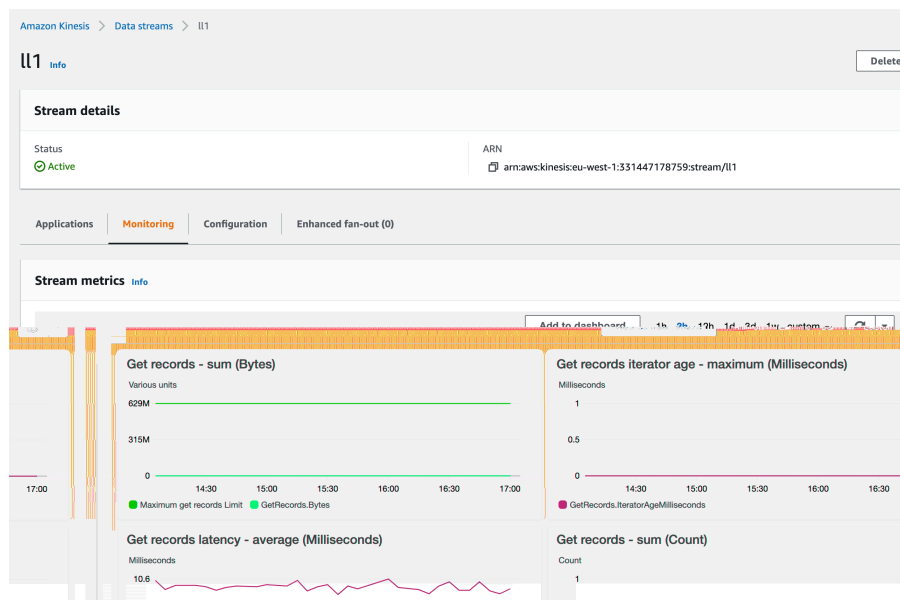 Amazon Kinesis Data streams ll1
ll1 Info
Delete
Stream details
Status
Active
ARN
arn:aws:kinesis:eu-west-1:331447178759:stream/ll1
Applications Monitoring Configuration Enhanced fan-out (0)
Stream metrics Info
Add to dashboard 1h 3h 12h 1d 3d 1w custom
Get records - sum (Bytes)
Various units
629M
315M
0
14:30 15:00 15:30 16:00 16:30 17:00
Maximum get records Limit GetRecords.Bytes
Get records iterator age - maximum (Milliseconds)
Milliseconds
1
0.5
0
14:30 15:00 15:30 16:00 16:30
GetRecords.IteratorAgeMilliseconds
17:00
Get records latency - average (Milliseconds)
Milliseconds
10.6
Get records - sum (Count)
Count
1